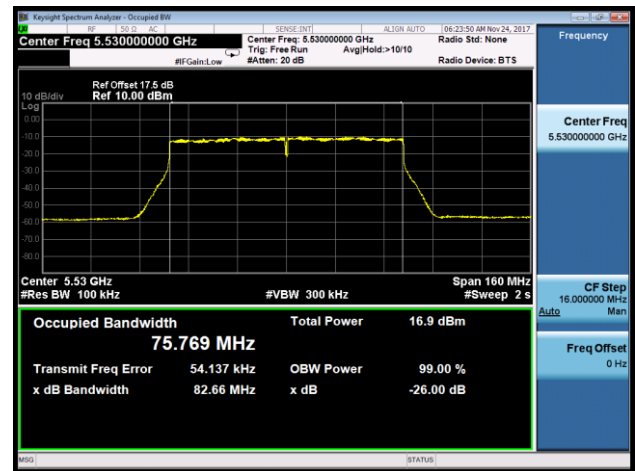 Keysight Spectrum Analyzer - Occupied BW
RF 50 Ω AC SENSE:INT ALIGN AUTO 06:23:50 AM Nov 24, 2017
Center Freq 5.530000000 GHz
Center Freq: 5.530000000 GHz
Radio Std: None
Trig: Free Run Avg|Hold:>10/10
#IFGain:Low
#Atten: 20 dB
Radio Device: BTS
Frequency
Ref Offset 17.5 dB
10 dB/div Ref 10.00 dBm
Log
0.00
-10.0
-20.0
-30.0
-40.0
-50.0
-60.0
-70.0
-80.0
Center 5.53 GHz Span 160 MHz
#Res BW 100 kHz #VBW 300 kHz #Sweep 2 s
Occupied Bandwidth Total Power 16.9 dBm
75.769 MHz
Transmit Freq Error 54.137 kHz OBW Power 99.00 %
x dB Bandwidth 82.66 MHz x dB -26.00 dB
Center Freq
5.530000000 GHz
CF Step
16.000000 MHz
Auto Man
Freq Offset
0 Hz
MSG STATUS